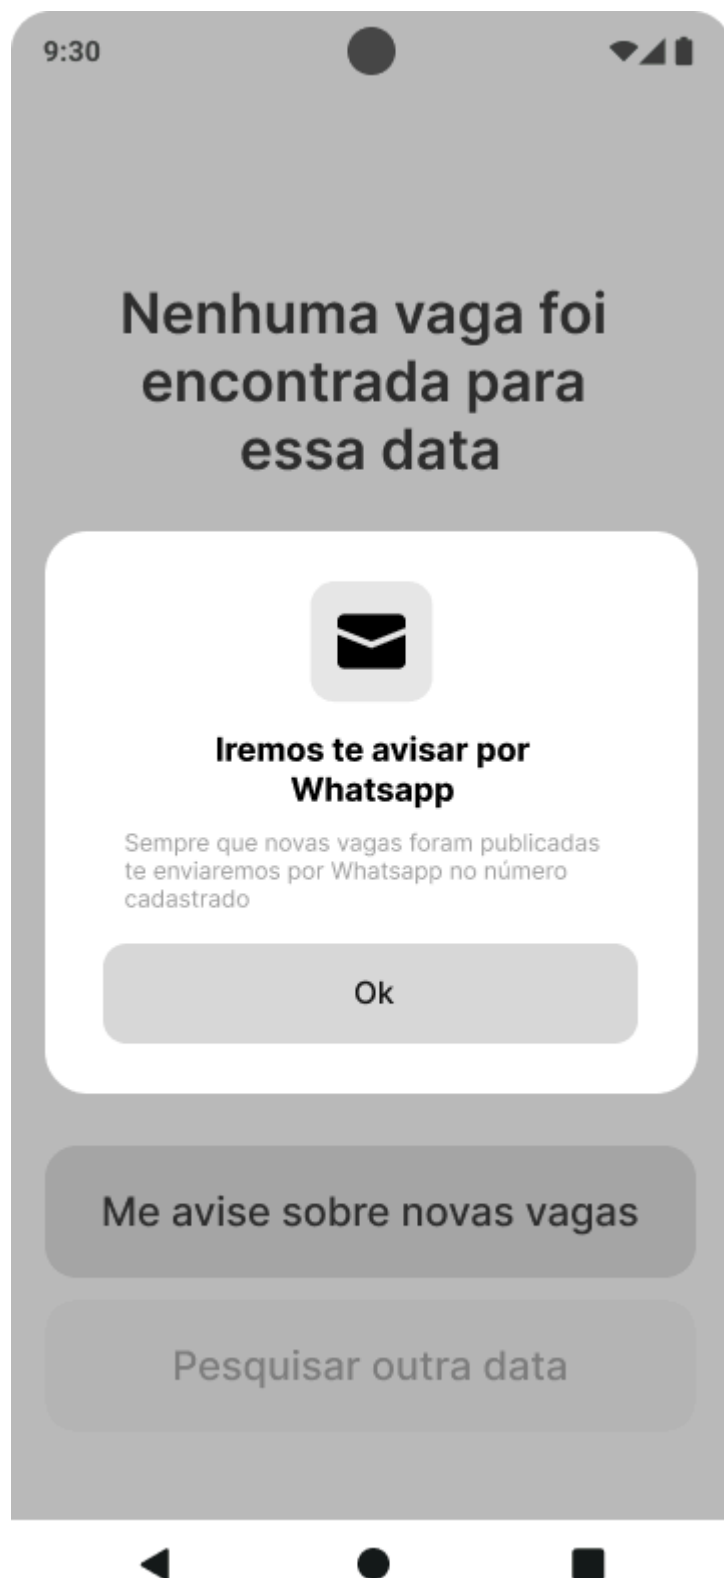 9:30
Nenhuma vaga foi
encontrada para
essa data
Iremos te avisar por
Whatsapp
Sempre que novas vagas foram publicadas
te enviaremos por Whatsapp no número
cadastrado
Ok
Me avise sobre novas vagas
Pesquisar outra data